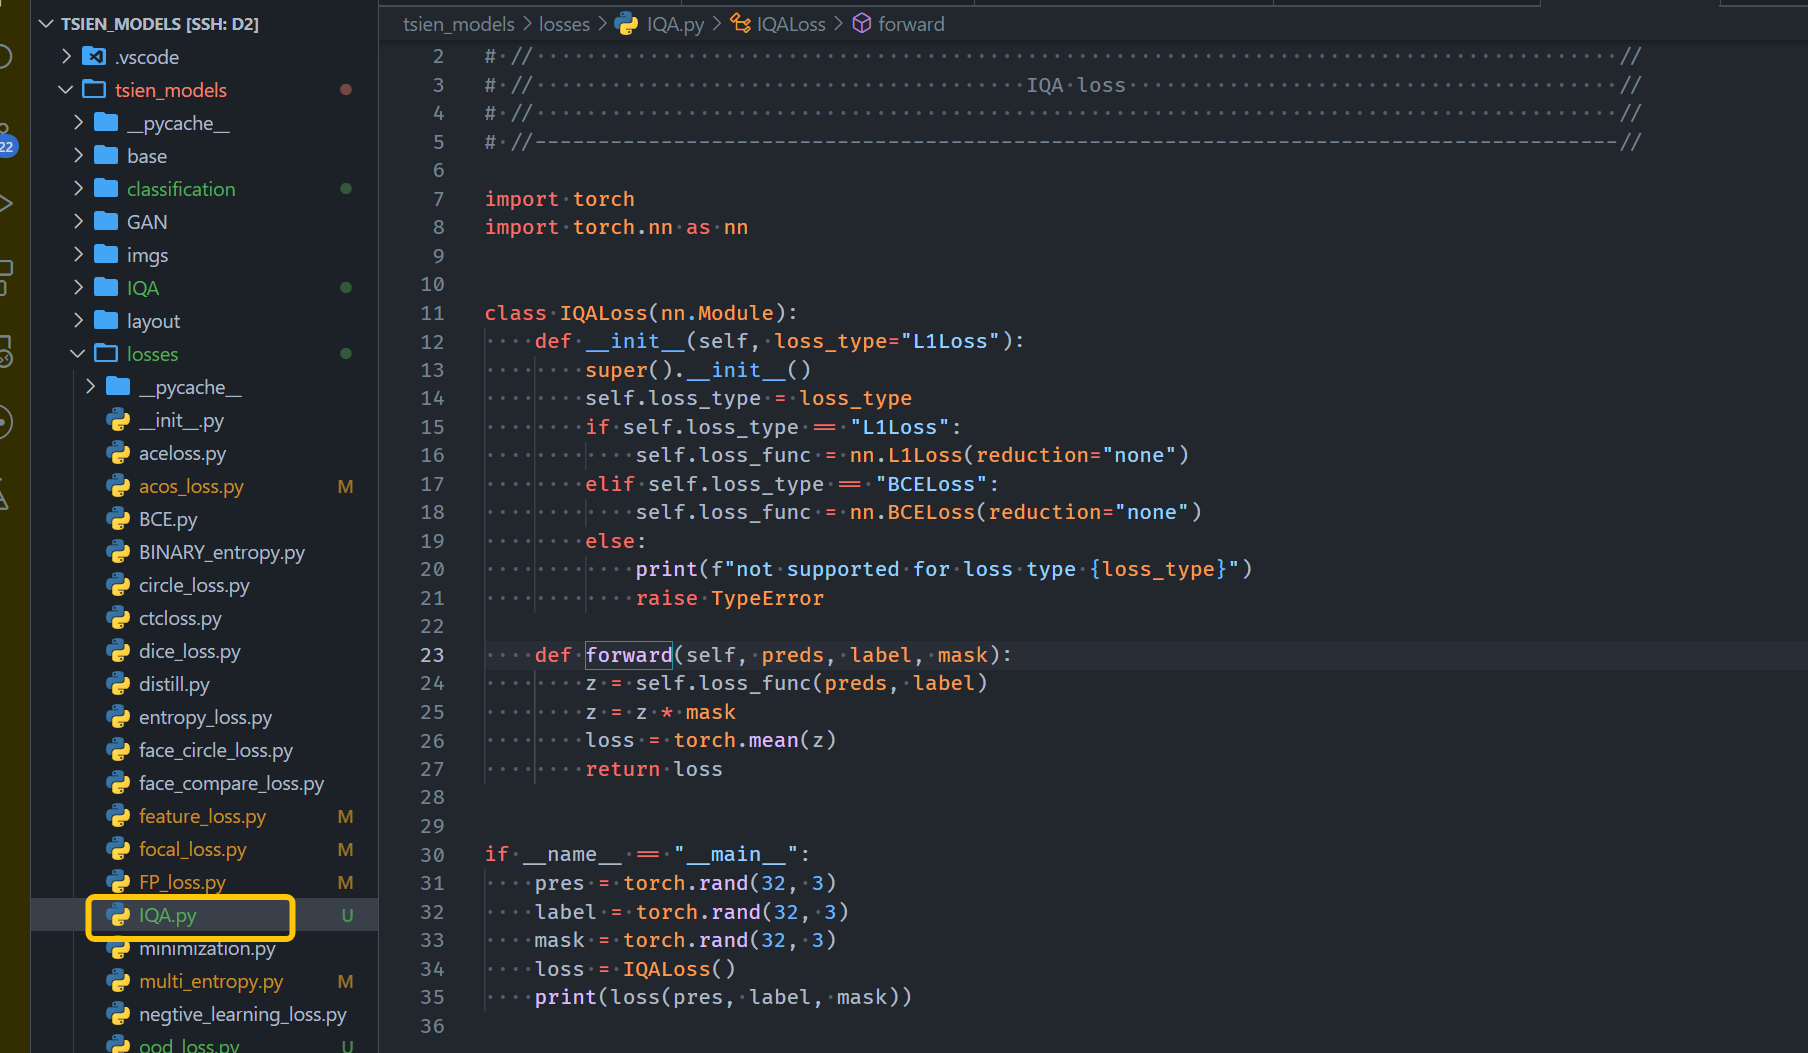 TSIEN_MODELS [SSH: D2]
.vscode
tsien_models
__pycache__
base
classification
GAN
imgs
IQA
layout
losses
__pycache__
__init__.py
aceloss.py
acos_loss.py M
BCE.py
BINARY_entropy.py
circle_loss.py
ctcloss.py
dice_loss.py
distill.py
entropy_loss.py
face_circle_loss.py
face_compare_loss.py
feature_loss.py M
focal_loss.py M
FP_loss.py M
IQA.py U
minimization.py
multi_entropy.py M
negtive_learning_loss.py
ood_loss.py U
22
tsien_models > losses > IQA.py > IQALoss > forward
2 # // //
3 # // IQA loss //
4 # // //
5 # //--------------------------------------------------------------------------------------//
6
7 import torch
8 import torch.nn as nn
9
10
11 class IQALoss(nn.Module):
12     def __init__(self, loss_type="L1Loss"):
13         super().__init__()
14         self.loss_type = loss_type
15         if self.loss_type == "L1Loss":
16             self.loss_func = nn.L1Loss(reduction="none")
17         elif self.loss_type == "BCELoss":
18             self.loss_func = nn.BCELoss(reduction="none")
19         else:
20             print(f"not supported for loss type {loss_type}")
21             raise TypeError
22
23     def forward(self, preds, label, mask):
24         z = self.loss_func(preds, label)
25         z = z * mask
26         loss = torch.mean(z)
27         return loss
28
29
30 if __name__ == "__main__":
31     pres = torch.rand(32, 3)
32     label = torch.rand(32, 3)
33     mask = torch.rand(32, 3)
34     loss = IQALoss()
35     print(loss(pres, label, mask))
36